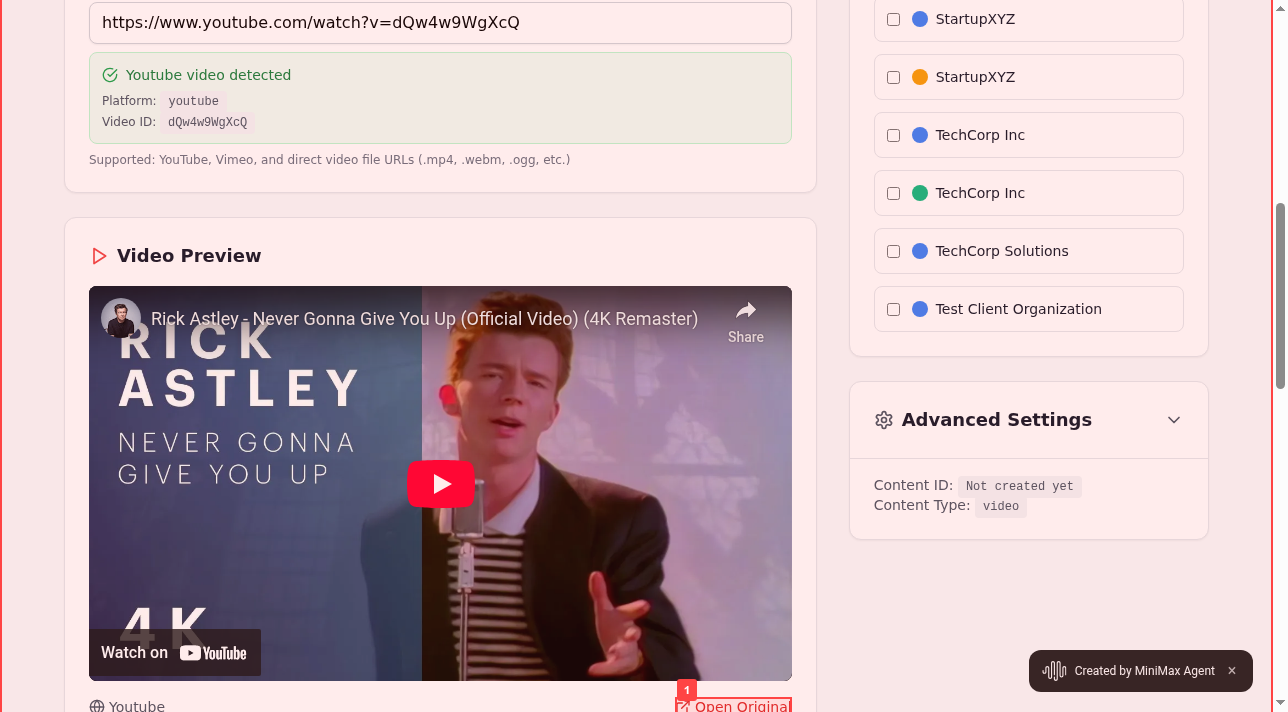 https://www.youtube.com/watch?v=dQw4w9WgXcQ
Youtube video detected
Platform: youtube
Video ID: dQw4w9WgXcQ
Supported: YouTube, Vimeo, and direct video file URLs (.mp4, .webm, .ogg, etc.)
Video Preview
Rick Astley - Never Gonna Give You Up (Official Video) (4K Remaster)
Share
RICK
ASTLEY
NEVER GONNA
GIVE YOU UP
4K
Watch on YouTube
Youtube
1
Open Original
StartupXYZ
StartupXYZ
TechCorp Inc
TechCorp Inc
TechCorp Solutions
Test Client Organization
Advanced Settings
Content ID: Not created yet
Content Type: video
Created by MiniMax Agent ×